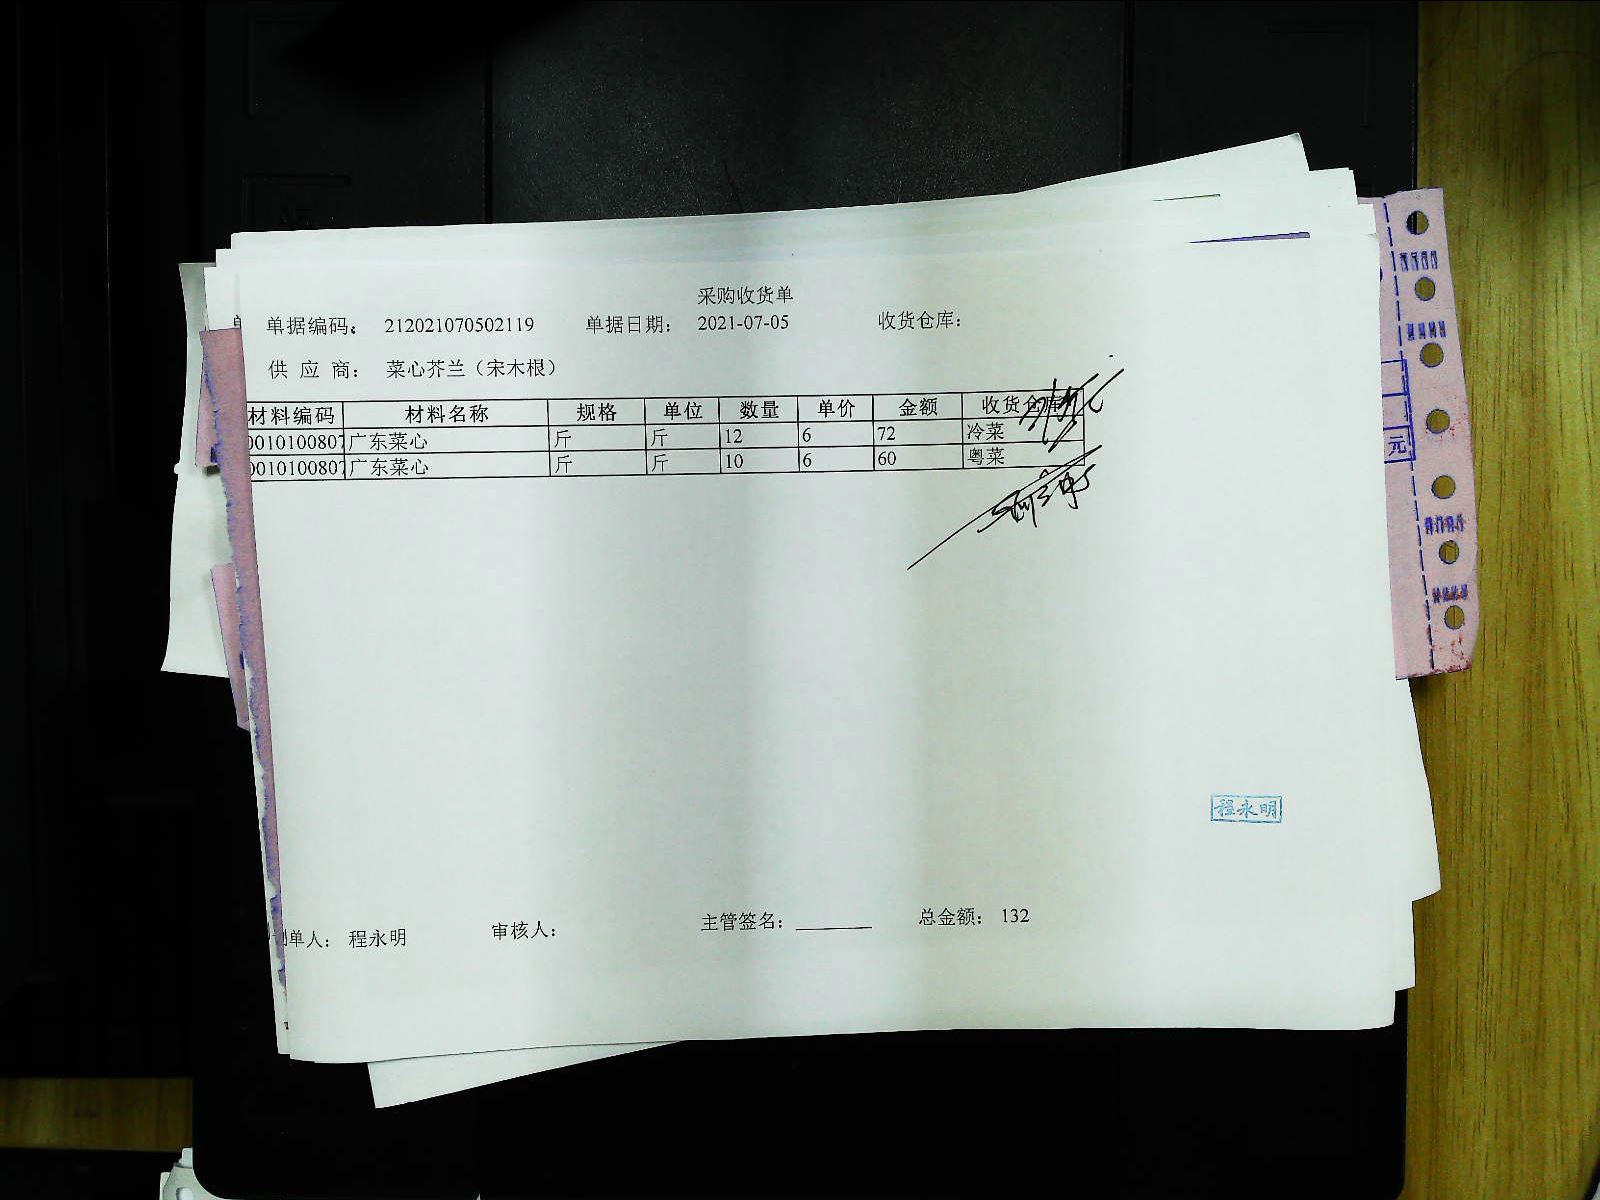 采购收货单
单据编码： 212021070502119 单据日期： 2021-07-05 收货仓库：
供 应 商： 菜心芥兰（宋木根）
材料编码 材料名称 规格 单位 数量 单价 金额 收货仓库
0010100807 广东菜心 斤 斤 12 6 72 冷菜
0010100807 广东菜心 斤 斤 10 6 60 粤菜
元
程永明
制单人： 程永明 审核人： 主管签名： 总金额： 132